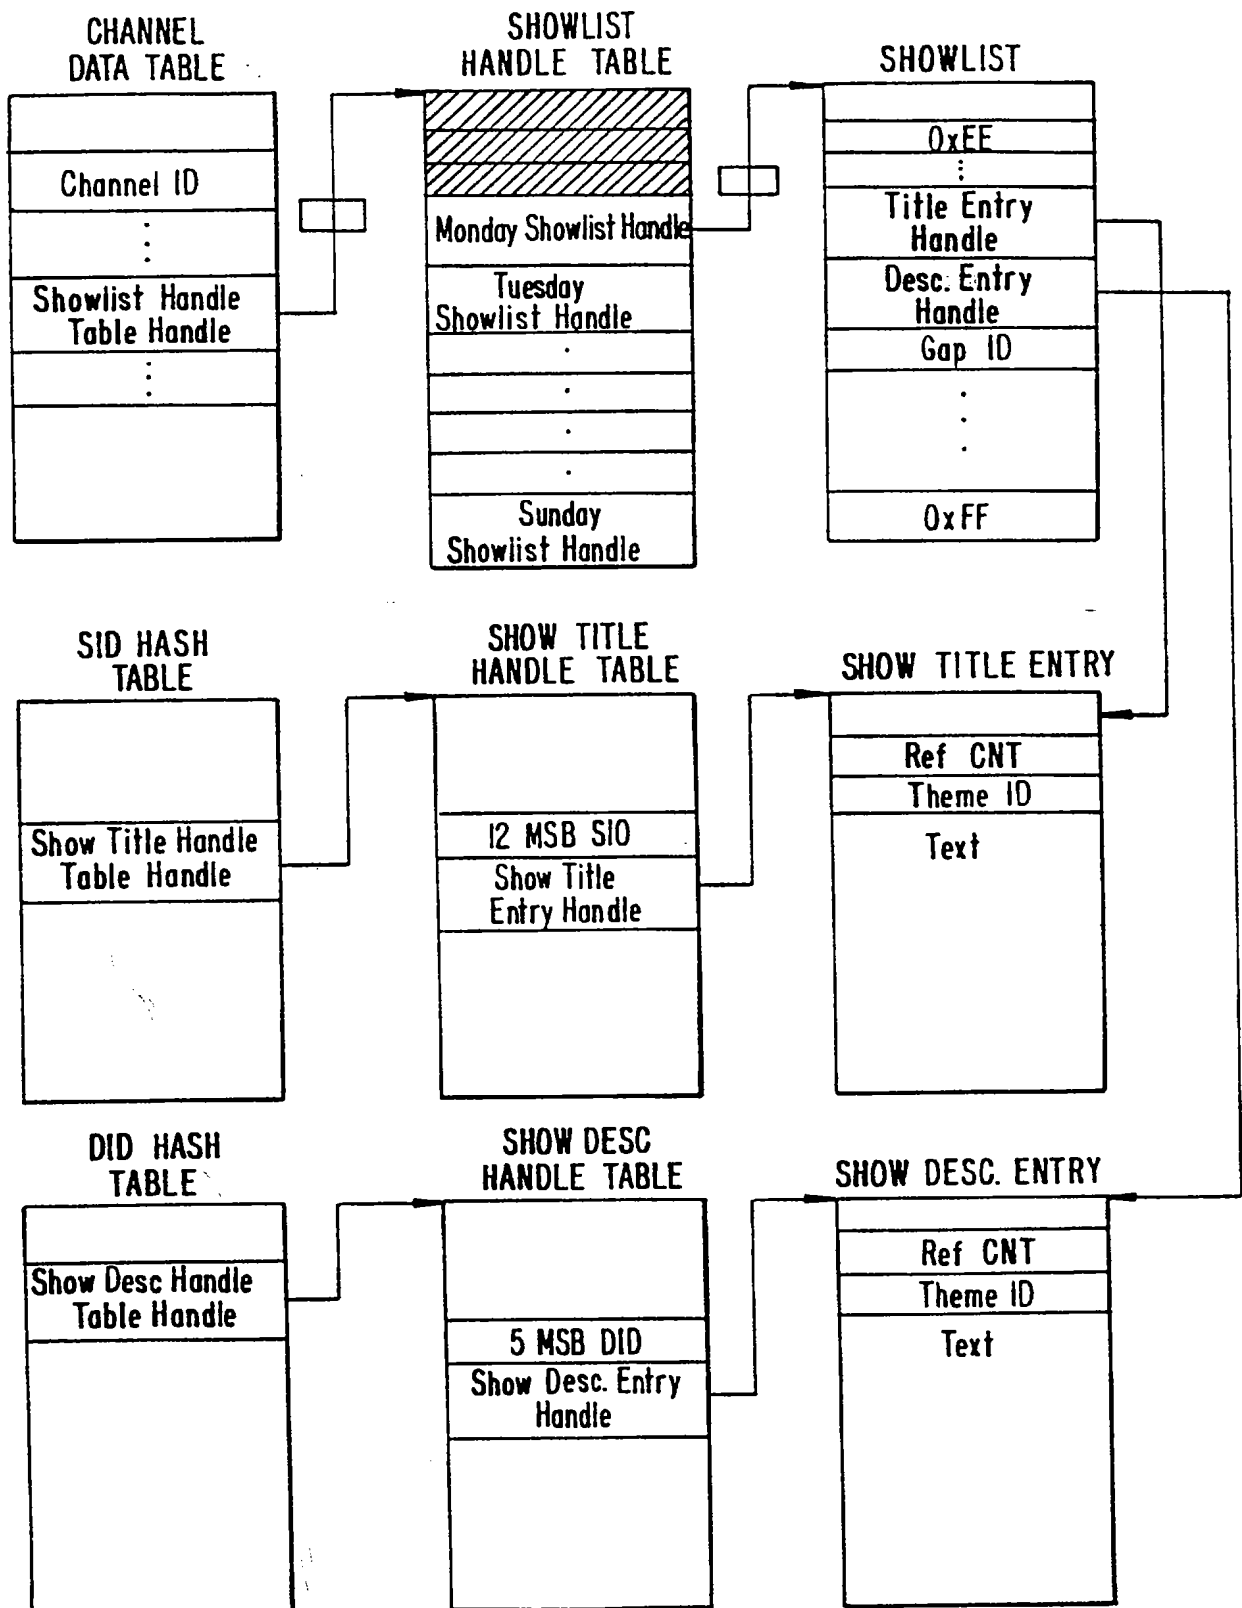 CHANNEL
DATA TABLE
Channel ID
Showlist Handle
Table Handle
SHOWLIST
HANDLE TABLE
Monday Showlist Handle
Tuesday
Showlist Handle
Sunday
Showlist Handle
SHOWLIST
0xEE
Title Entry
Handle
Desc. Entry
Handle
Gap ID
0xFF
SID HASH
TABLE
Show Title Handle
Table Handle
SHOW TITLE
HANDLE TABLE
12 MSB SIO
Show Title
Entry Handle
SHOW TITLE ENTRY
Ref CNT
Theme ID
Text
DID HASH
TABLE
Show Desc Handle
Table Handle
SHOW DESC
HANDLE TABLE
5 MSB DID
Show Desc. Entry
Handle
SHOW DESC. ENTRY
Ref CNT
Theme ID
Text